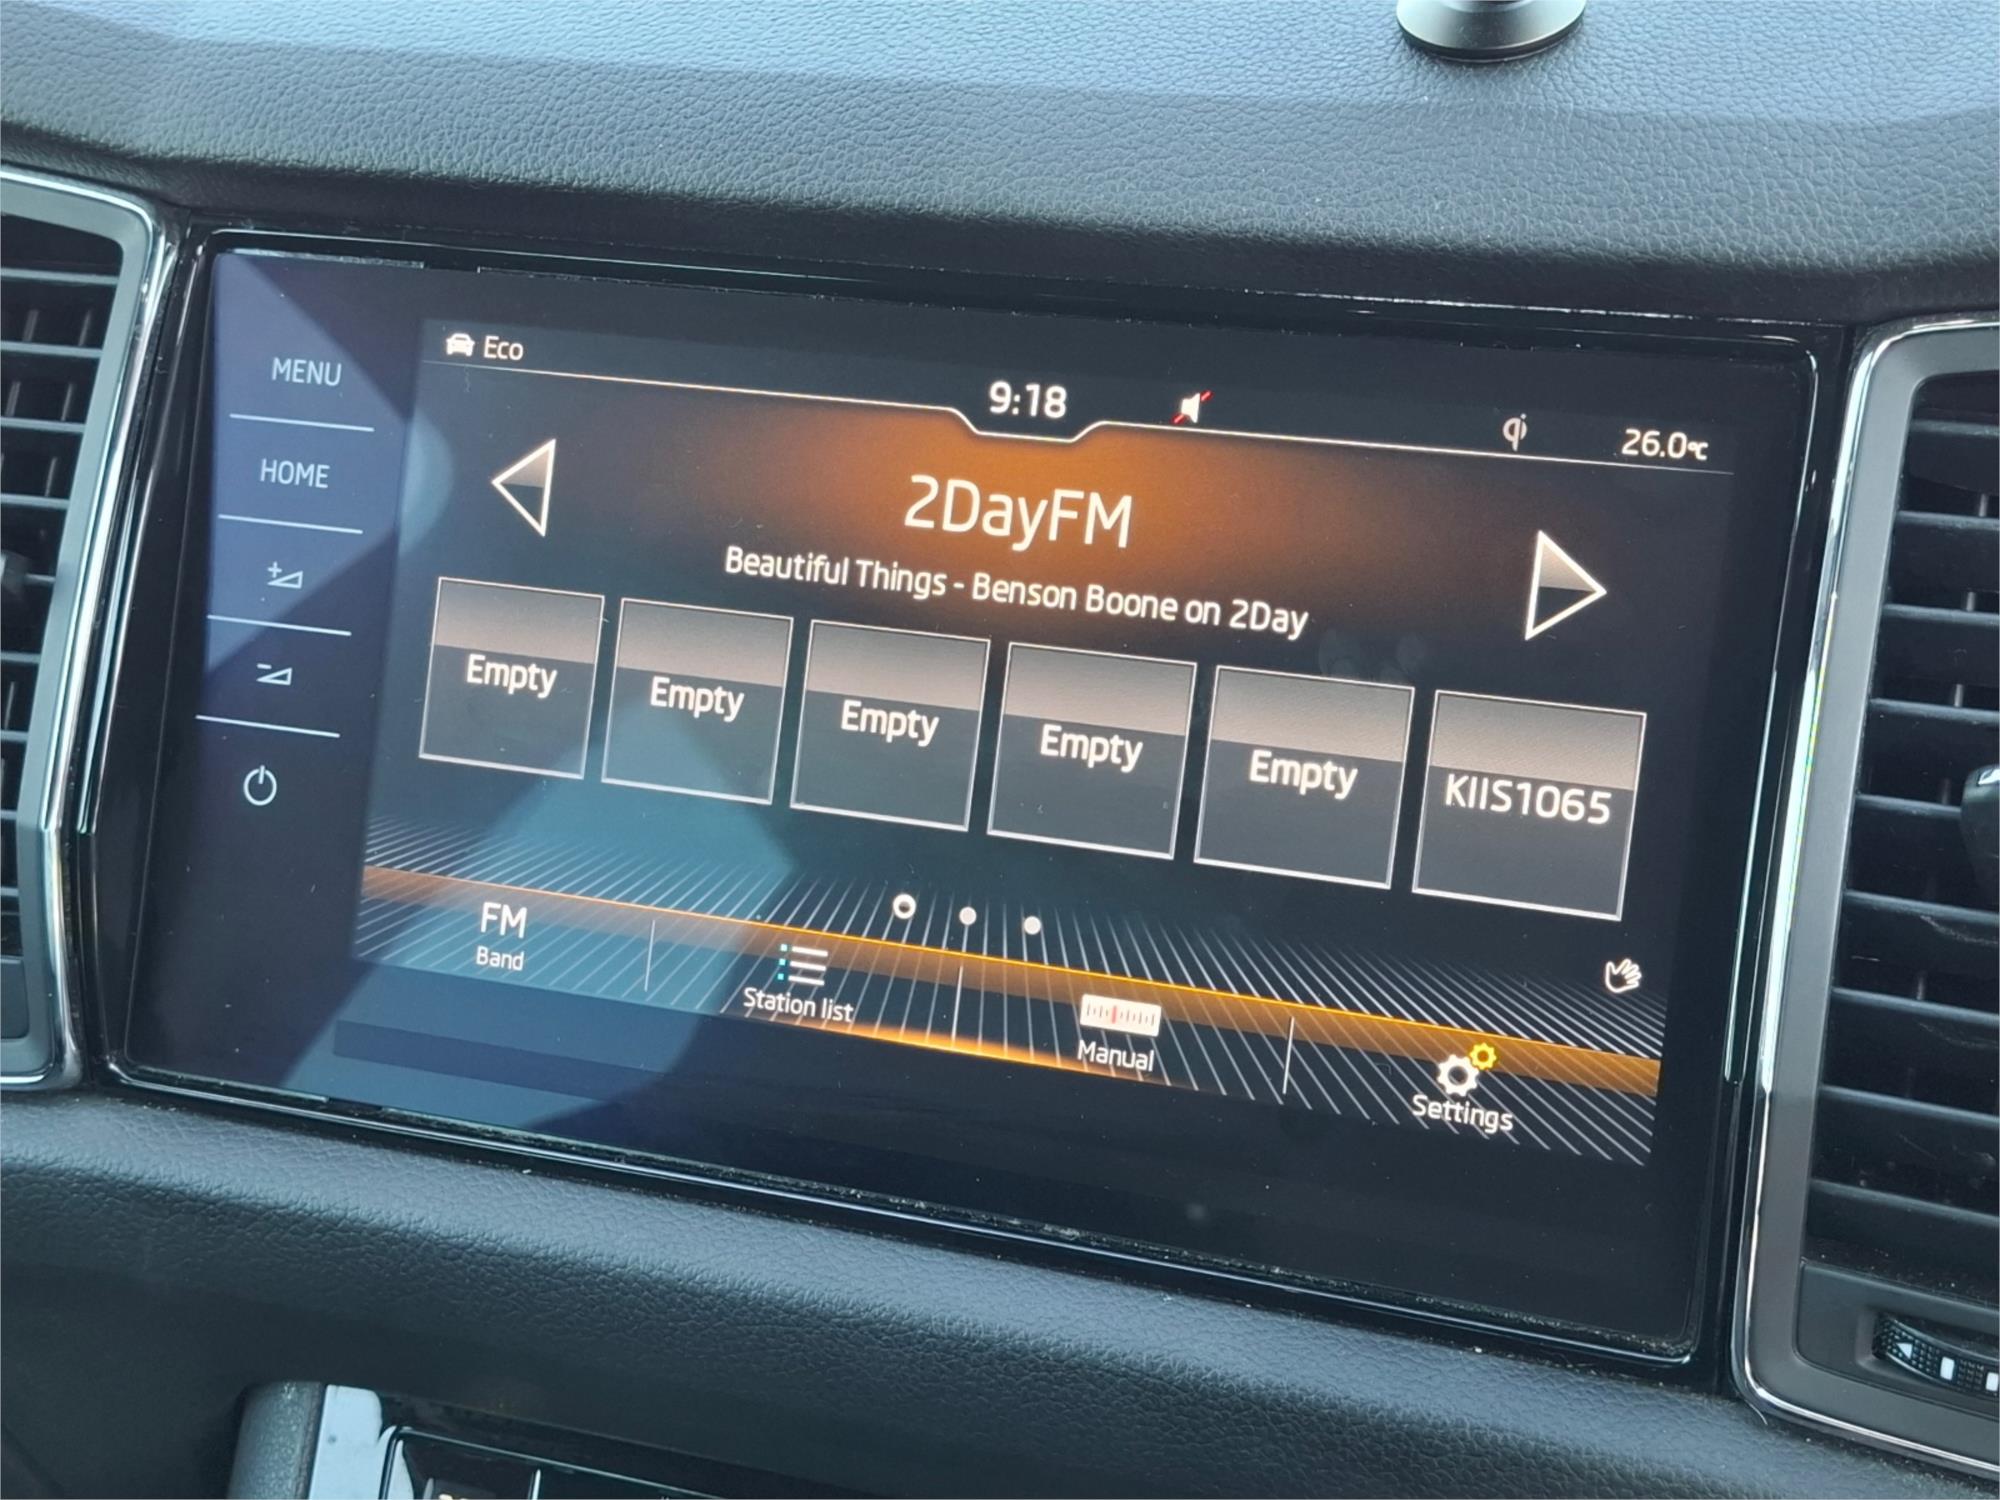 Eco
9:18
qi
26.0°C
MENU
HOME
2DayFM
Beautiful Things - Benson Boone on 2Day
Empty
Empty
Empty
Empty
Empty
KIIS1065
FM
Band
Station list
Manual
Settings